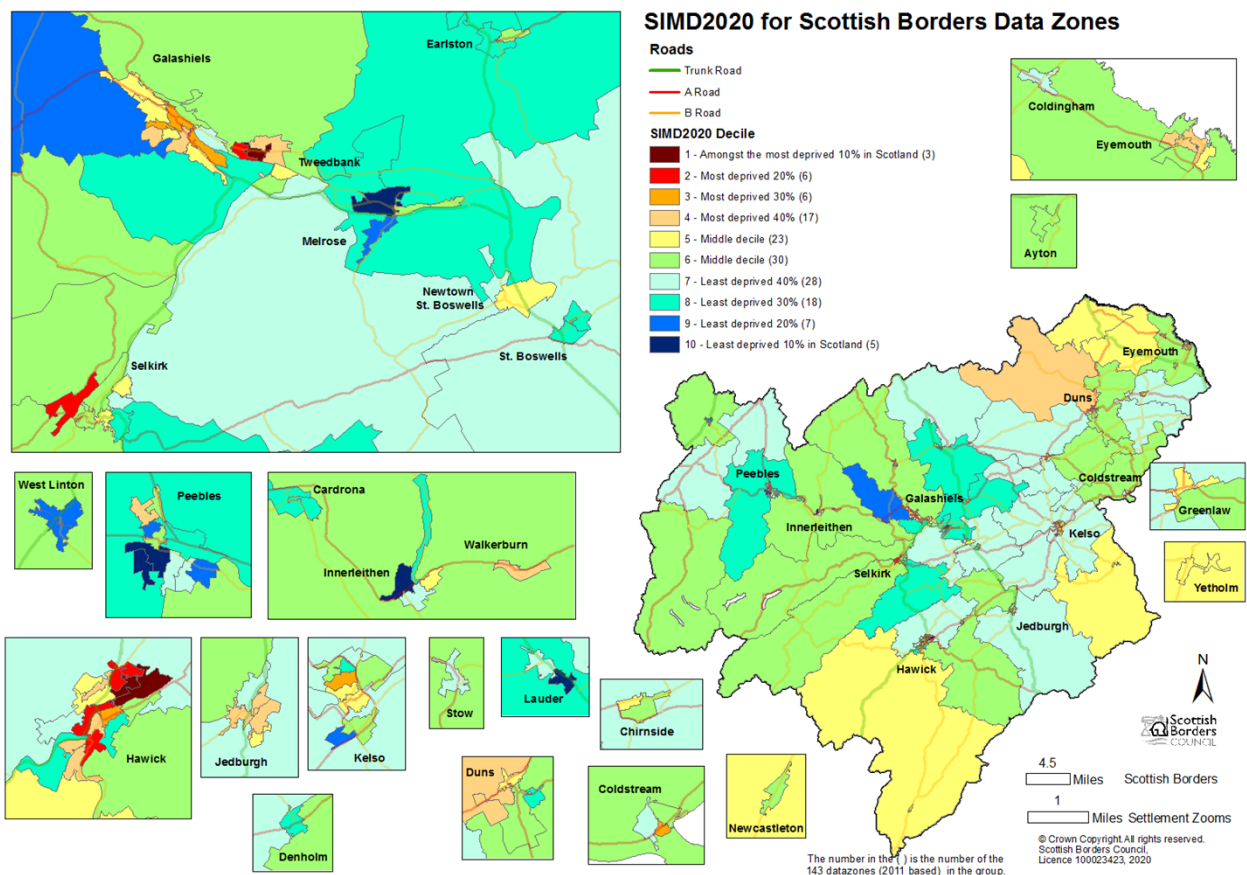 SIMD2020 for Scottish Borders Data Zones
Roads
Trunk Road
A Road
B Road
SIMD2020 Decile
1 - Amongst the most deprived 10% in Scotland (3)
2 - Most deprived 20% (6)
3 - Most deprived 30% (6)
4 - Most deprived 40% (17)
5 - Middle decile (23)
6 - Middle decile (30)
7 - Least deprived 40% (28)
8 - Least deprived 30% (18)
9 - Least deprived 20% (7)
10 - Least deprived 10% in Scotland (5)
Earlston
Galashiels
Tweedbank
Melrose
Newtown
St. Boswells
St. Boswells
Selkirk
Coldingham
Eyemouth
Ayton
Eyemouth
Duns
Peebles
Coldstream
Galashiels
Innerleithen
Kelso
Selkirk
Jedburgh
Hawick
Greenlaw
Yetholm
West Linton
Peebles
Cardrona
Walkerburn
Innerleithen
Hawick
Jedburgh
Kelso
Stow
Lauder
Chirnside
Denholm
Duns
Coldstream
Newcastleton
N
Scottish
Borders
COUNCIL
4.5
Miles Scottish Borders
1
Miles Settlement Zooms
© Crown Copyright. All rights reserved.
Scottish Borders Council,
Licence 100023423, 2020
The number in the ( ) is the number of the
143 datazones (2011 based) in the group.